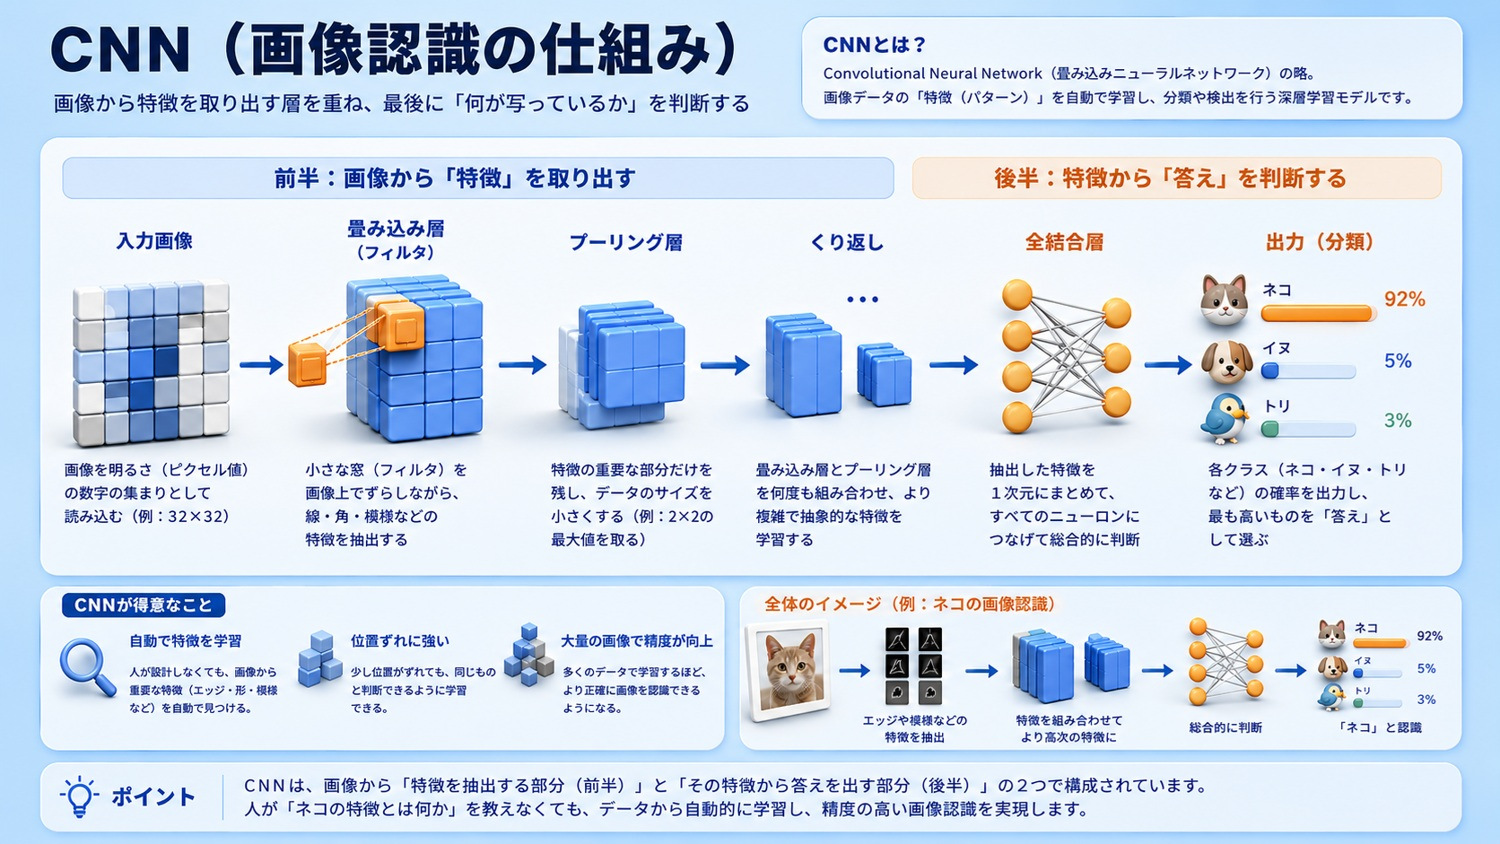 CNN（画像認識の仕組み）
画像から特徴を取り出す層を重ね、最後に「何が写っているか」を判断する
CNNとは？
Convolutional Neural Network（畳み込みニューラルネットワーク）の略。
画像データの「特徴（パターン）」を自動で学習し、分類や検出を行う深層学習モデルです。
前半：画像から「特徴」を取り出す
後半：特徴から「答え」を判断する
入力画像
画像を明るさ（ピクセル値）
の数字の集まりとして
読み込む（例：32×32）
畳み込み層
（フィルタ）
小さな窓（フィルタ）を
画像上でずらしながら、
線・角・模様などの
特徴を抽出する
プーリング層
特徴の重要な部分だけを
残し、データのサイズを
小さくする（例：2×2の
最大値を取る）
くり返し
…
畳み込み層とプーリング層
を何度も組み合わせ、より
複雑で抽象的な特徴を
学習する
全結合層
抽出した特徴を
１次元にまとめて、
すべてのニューロンに
つなげて総合的に判断
出力（分類）
ネコ
92%
イヌ
5%
トリ
3%
各クラス（ネコ・イヌ・トリ
など）の確率を出力し、
最も高いものを「答え」と
して選ぶ
CNNが得意なこと
自動で特徴を学習
人が設計しなくても、画像から
重要な特徴（エッジ・形・模様
など）を自動で見つける。
位置ずれに強い
少し位置がずれても、同じもの
と判断できるように学習
できる。
大量の画像で精度が向上
多くのデータで学習するほど、
より正確に画像を認識できる
ようになる。
全体のイメージ（例：ネコの画像認識）
エッジや模様などの
特徴を抽出
特徴を組み合わせて
より高次の特徴に
総合的に判断
ネコ
92%
イヌ
5%
トリ
3%
「ネコ」と認識
ポイント
ＣＮＮは、画像から「特徴を抽出する部分（前半）」と「その特徴から答えを出す部分（後半）」の２つで構成されています。
人が「ネコの特徴とは何か」を教えなくても、データから自動的に学習し、精度の高い画像認識を実現します。